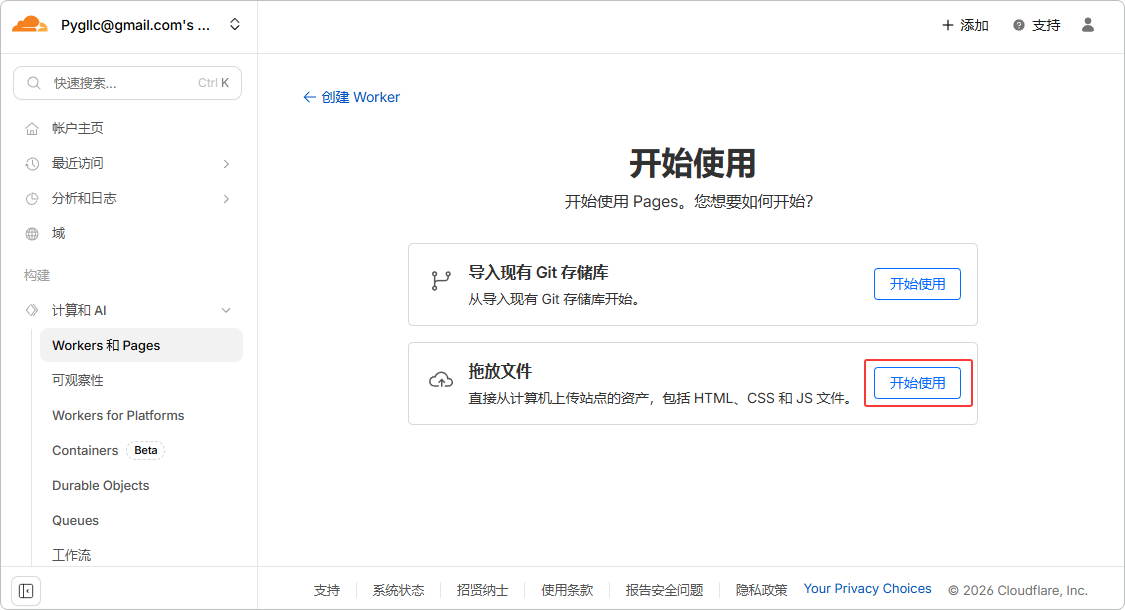 Pygllc@gmail.com's ...
添加
支持
快速搜索... Ctrl K
帐户主页
最近访问
分析和日志
域
构建
计算和 AI
Workers 和 Pages
可观察性
Workers for Platforms
Containers Beta
Durable Objects
Queues
工作流
← 创建 Worker
开始使用
开始使用 Pages。您想要如何开始？
导入现有 Git 存储库
从导入现有 Git 存储库开始。
开始使用
拖放文件
直接从计算机上传站点的资产，包括 HTML、CSS 和 JS 文件。
开始使用
支持
系统状态
招贤纳士
使用条款
报告安全问题
隐私政策
Your Privacy Choices
© 2026 Cloudflare, Inc.